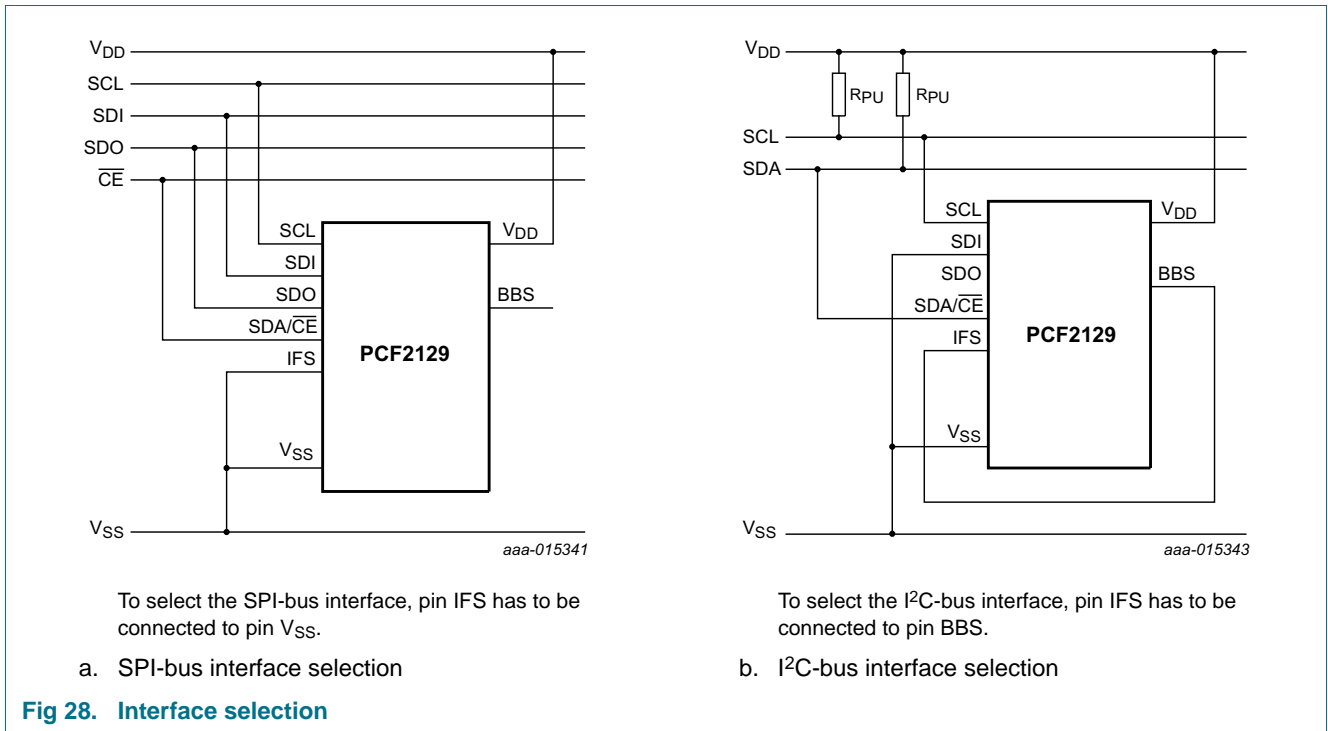 VDD
SCL
SDI
SDO
CE
SCL
SDI
SDO
SDA/CE
IFS
VSS
VDD
BBS
PCF2129
VSS
aaa-015341
To select the SPI-bus interface, pin IFS has to be
connected to pin VSS.
a. SPI-bus interface selection
VDD
RPU RPU
SCL
SDA
SCL
SDI
SDO
SDA/CE
IFS
VSS
VDD
BBS
PCF2129
VSS
aaa-015343
To select the I2C-bus interface, pin IFS has to be
connected to pin BBS.
b. I2C-bus interface selection
Fig 28. Interface selection